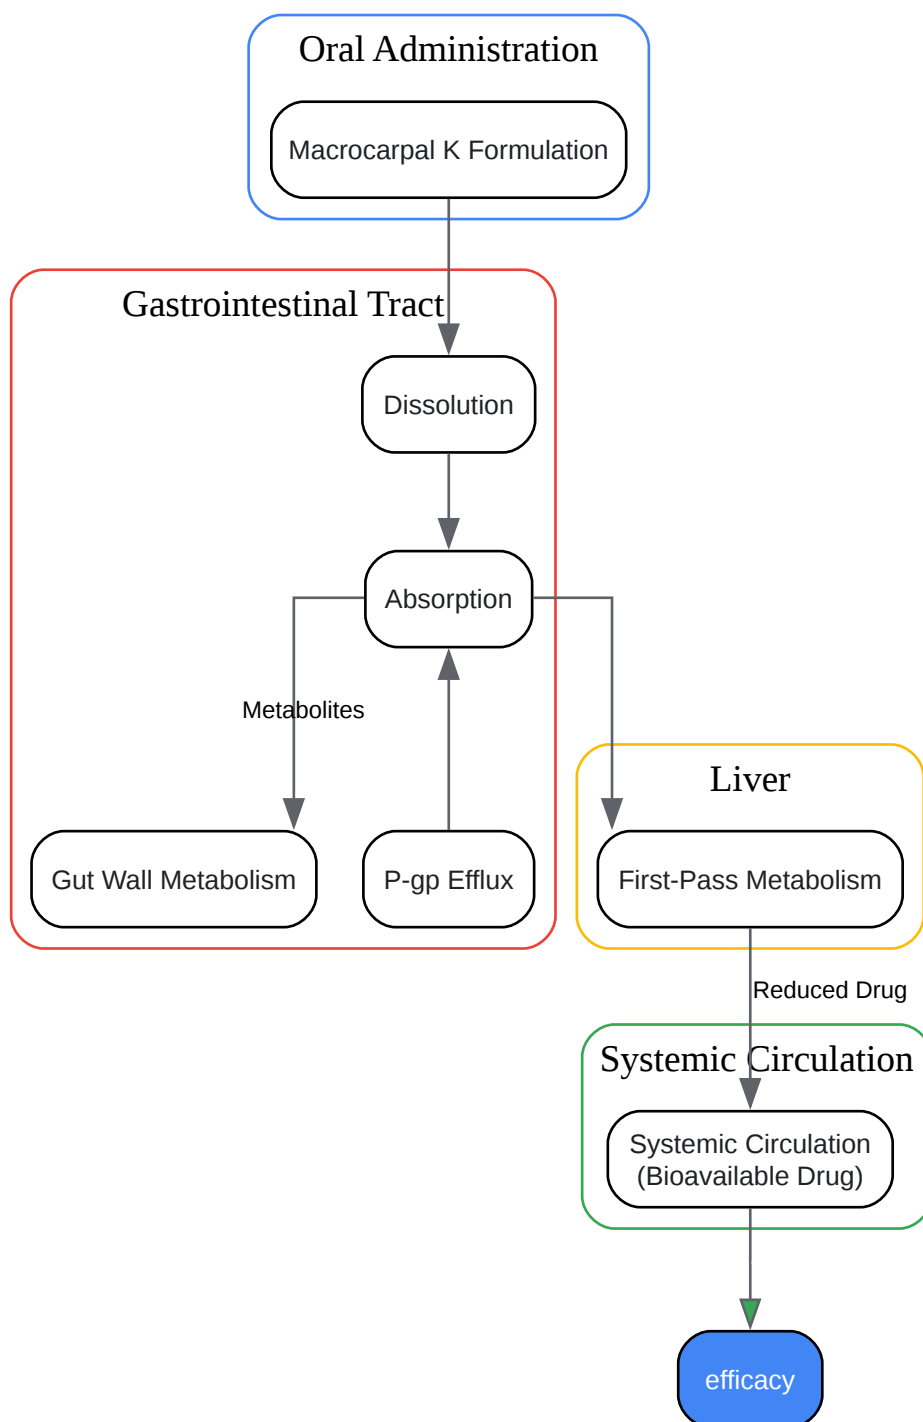 Oral Administration
Macrocarpal K Formulation
Gastrointestinal Tract
Dissolution
Absorption
Metabolites
Liver
Gut Wall Metabolism
P-gp Efflux
First-Pass Metabolism
Reduced Drug
Systemic Circulation
Systemic Circulation
(Bioavailable Drug)
efficacy